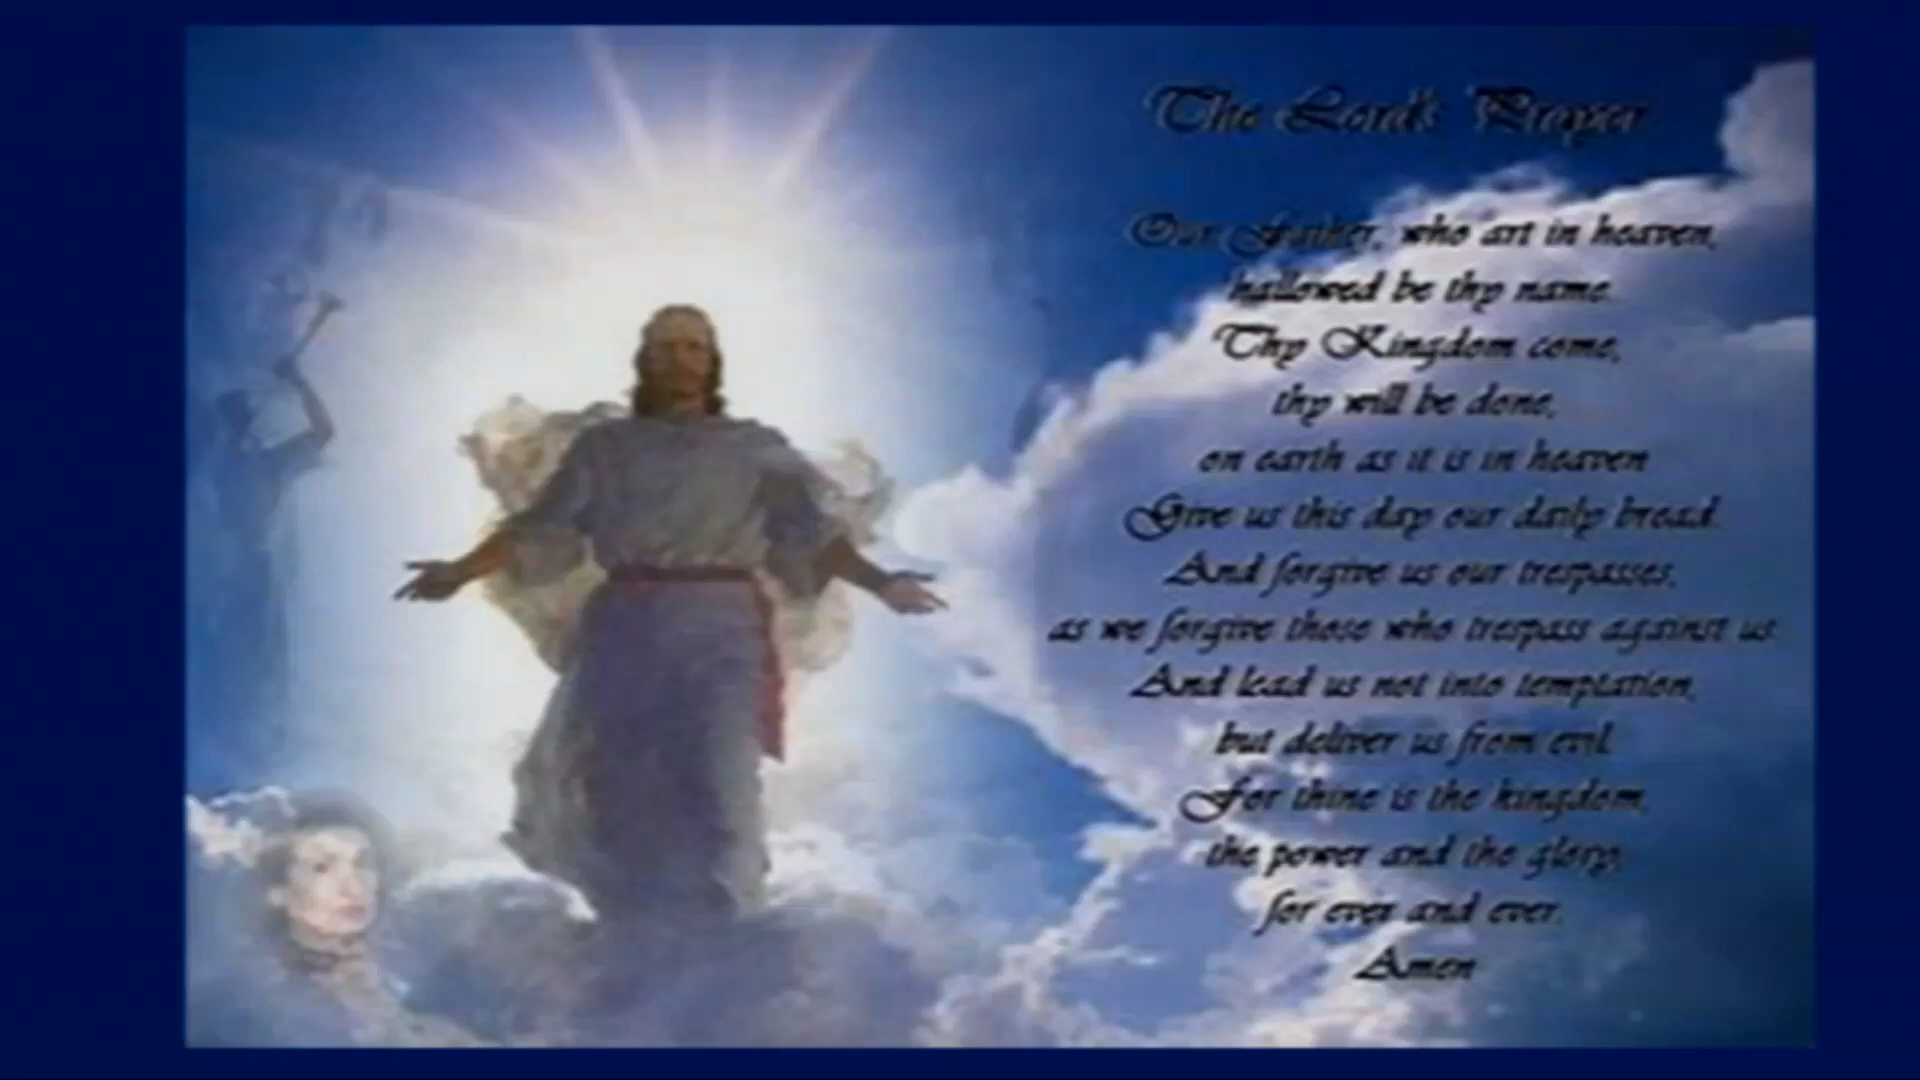 The Lord's Prayer
Our Father, who art in heaven,
hallowed be thy name.
Thy Kingdom come,
thy will be done,
on earth as it is in heaven
Give us this day our daily bread.
And forgive us our trespasses,
as we forgive those who trespass against us
And lead us not into temptation,
but deliver us from evil.
For thine is the kingdom,
the power and the glory,
for ever and ever.
Amen